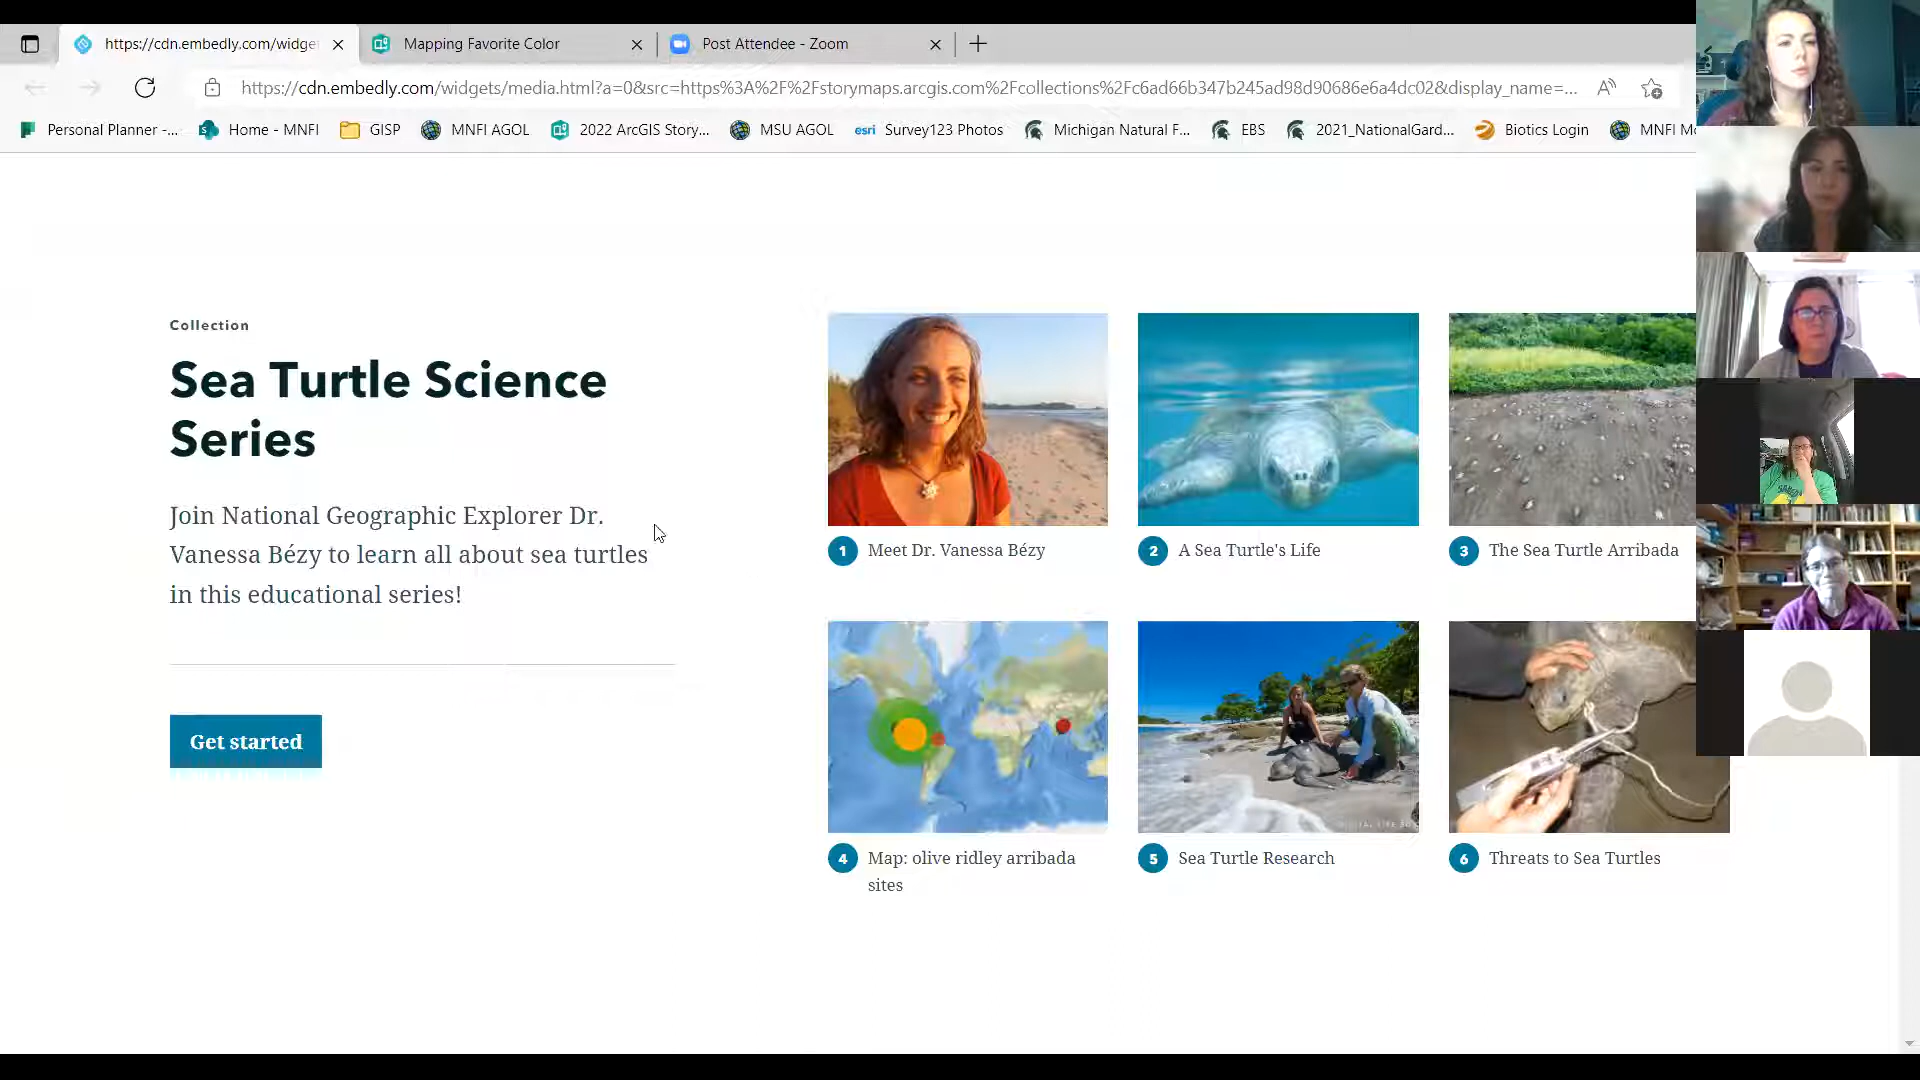 https://cdn.embedly.com/widge
Mapping Favorite Color
Post Attendee - Zoom
https://cdn.embedly.com/widgets/media.html?a=0&src=https%3A%2F%2Fstorymaps.arcgis.com%2Fcollections%2Fc6ad66b347b245ad98d90686e6a4dc02&display_name=...
Personal Planner -... Home - MNFI GISP MNFI AGOL 2022 ArcGIS Story... MSU AGOL esri Survey123 Photos Michigan Natural F... EBS 2021_NationalGard... Biotics Login MNFI Mo
Collection
Sea Turtle Science
Series
Join National Geographic Explorer Dr.
Vanessa Bézy to learn all about sea turtles
in this educational series!
Get started
1 Meet Dr. Vanessa Bézy
2 A Sea Turtle's Life
3 The Sea Turtle Arribada
4 Map: olive ridley arribada
sites
5 Sea Turtle Research
6 Threats to Sea Turtles